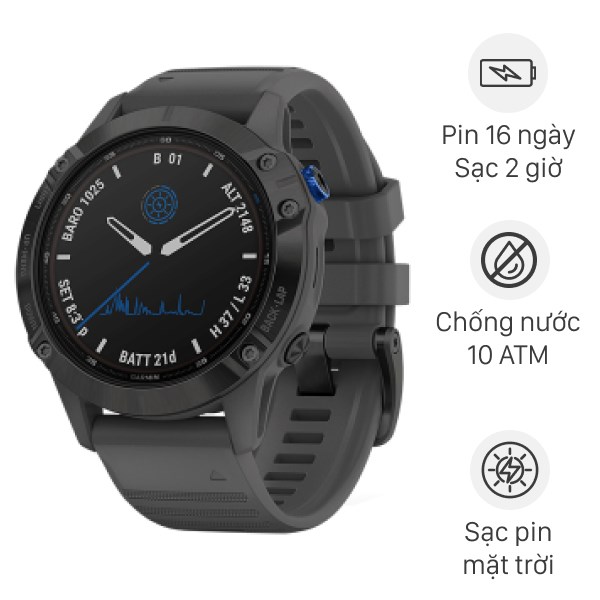 B 01
BARO 1025
ALT 2148
SET 8:3
H 37 / L 33
BATT 21d
GARMIN
BACK•LAP
Pin 16 ngày
Sạc 2 giờ
Chống nước
10 ATM
Sạc pin
mặt trời